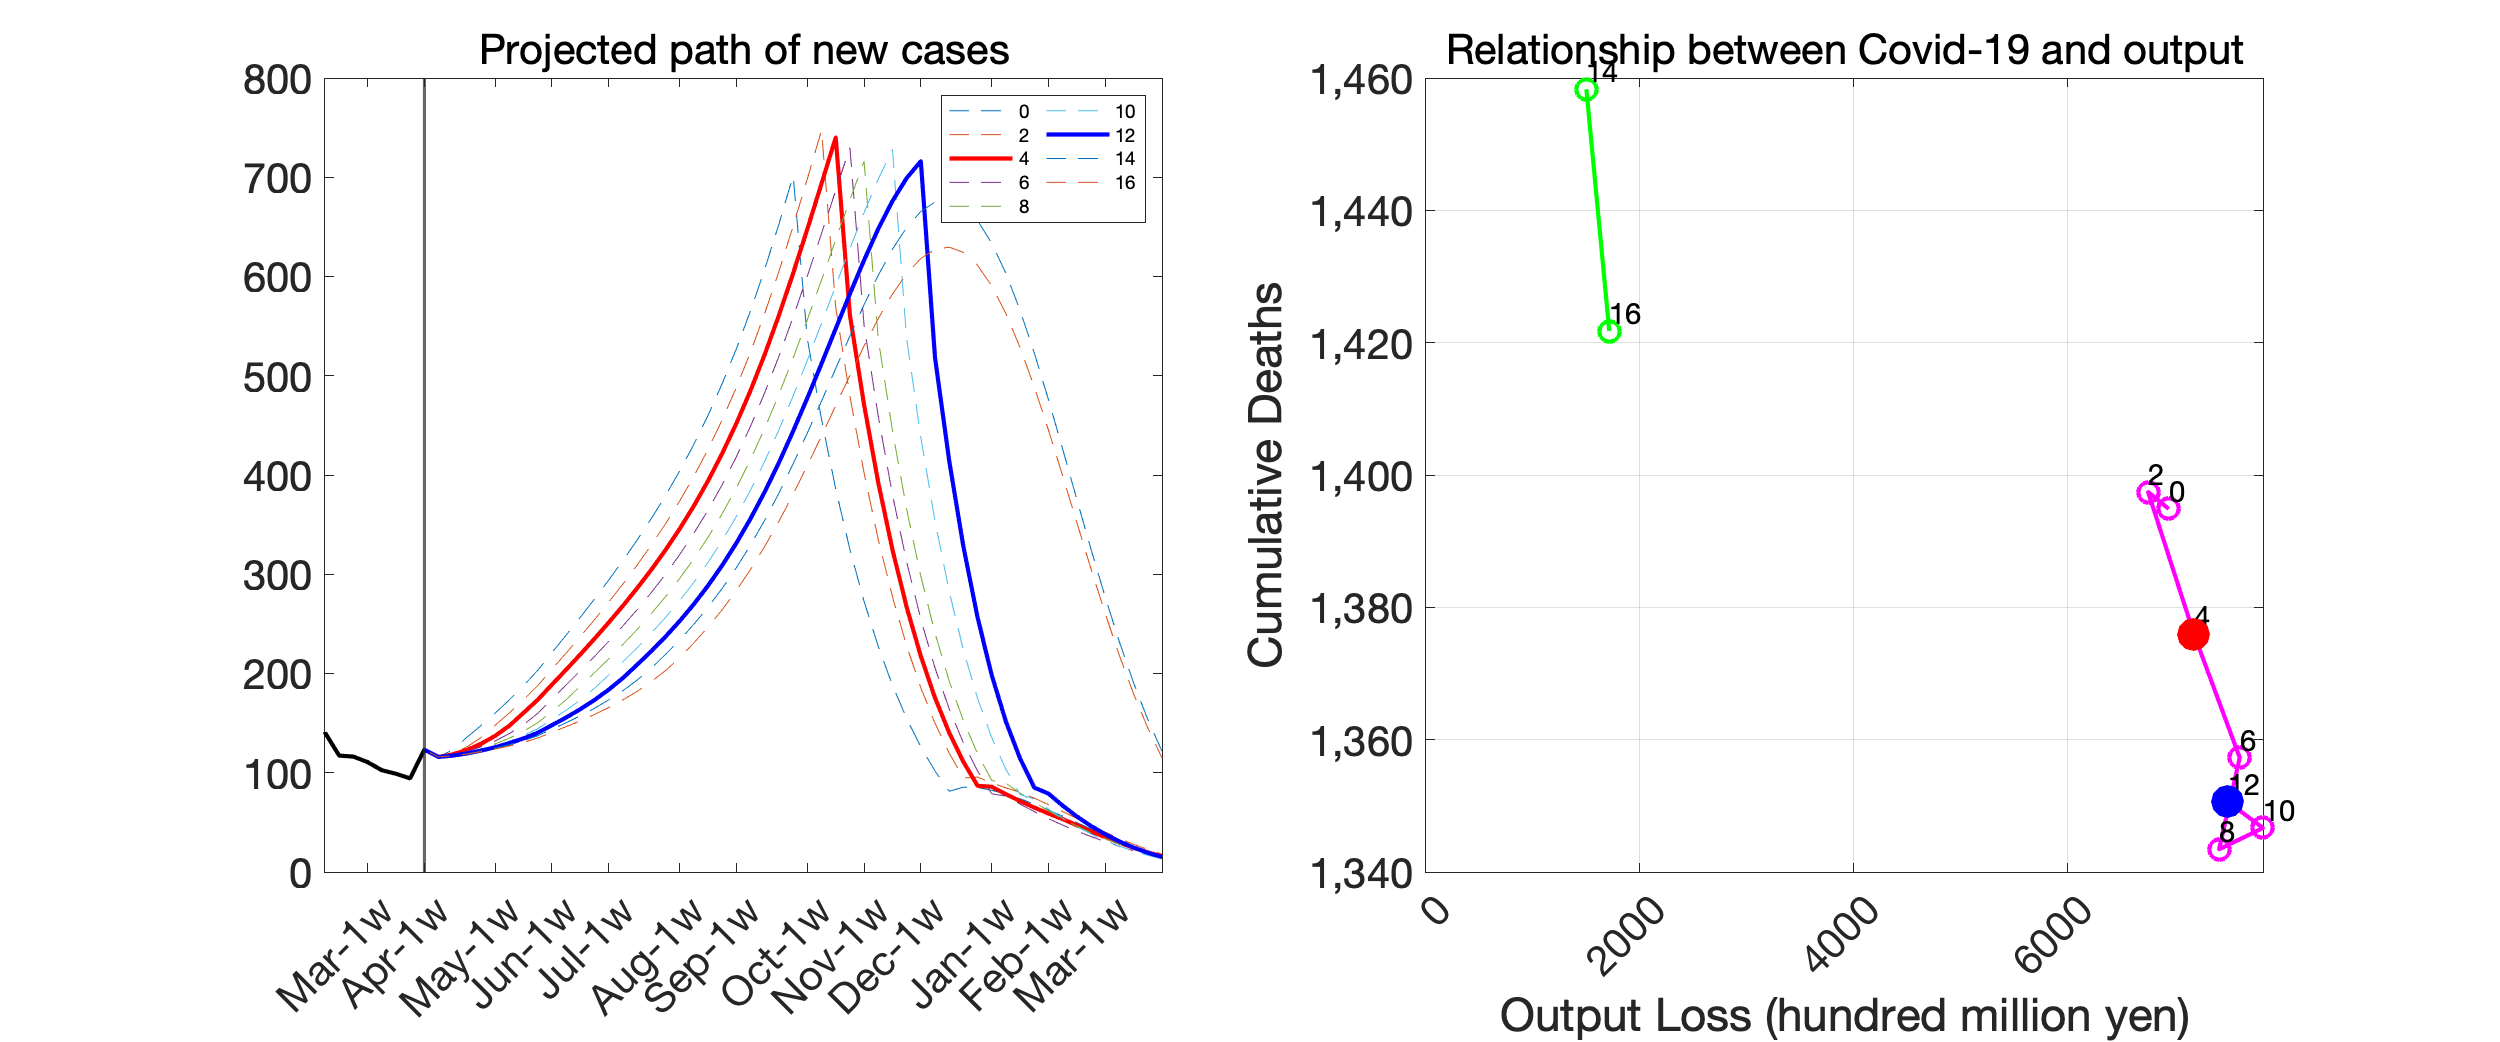 Projected path of new cases
800
700
600
500
400
300
200
100
0
0
2
4
6
8
10
12
14
16
Mar-1w
Apr-1w
May-1w
Jun-1w
Jul-1w
Aug-1w
Sep-1w
Oct-1w
Nov-1w
Dec-1w
Jan-1w
Feb-1w
Mar-1w
Relationship between Covid-19 and output
1,460
1,440
1,420
1,400
1,380
1,360
1,340
Cumulative Deaths
14
16
2
0
4
6
12
10
8
0
2000
4000
6000
Output Loss (hundred million yen)